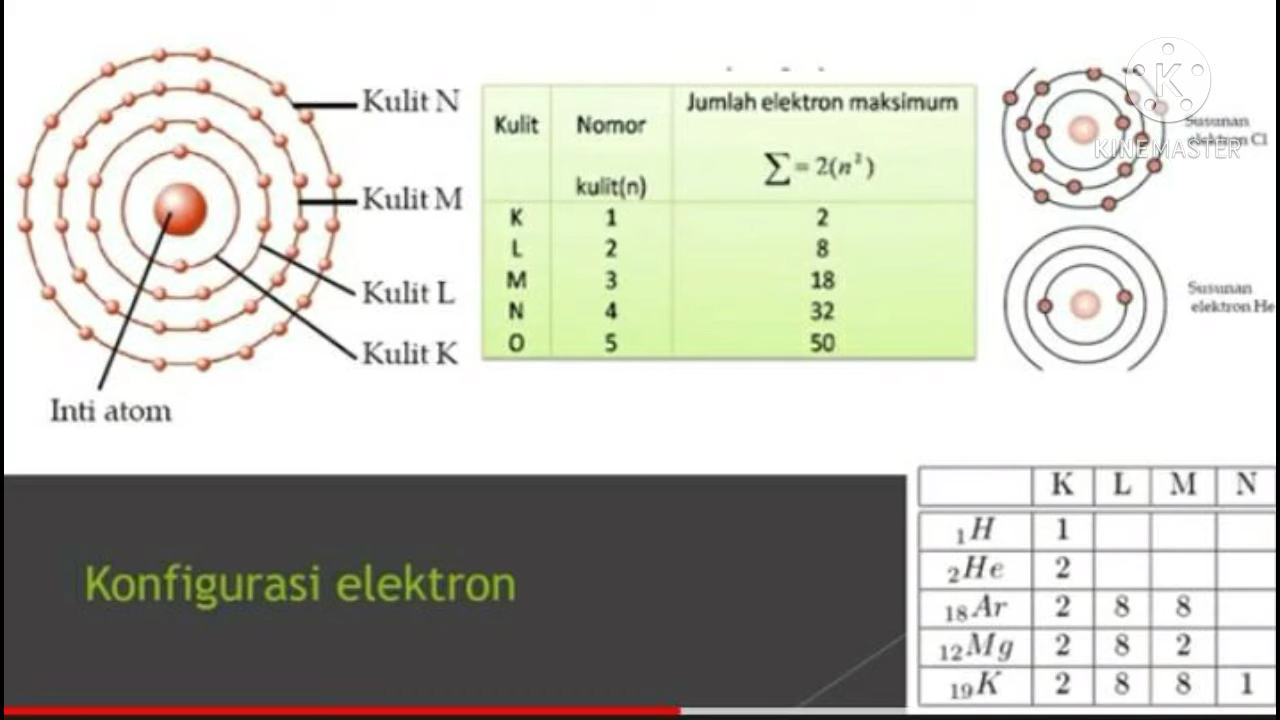 Kulit N
Kulit M
Kulit L
Kulit K
Inti atom
Kulit Nomor kulit(n) Jumlah elektron maksimum
∑ = 2(n²)
K 1 2
L 2 8
M 3 18
N 4 32
O 5 50
K
KINEMASTER
Susunan
elektron Cl
Susunan
elektron He
Konfigurasi elektron
K L M N
₁H 1
₂He 2
₁₈Ar 2 8 8
₁₂Mg 2 8 2
₁₉K 2 8 8 1